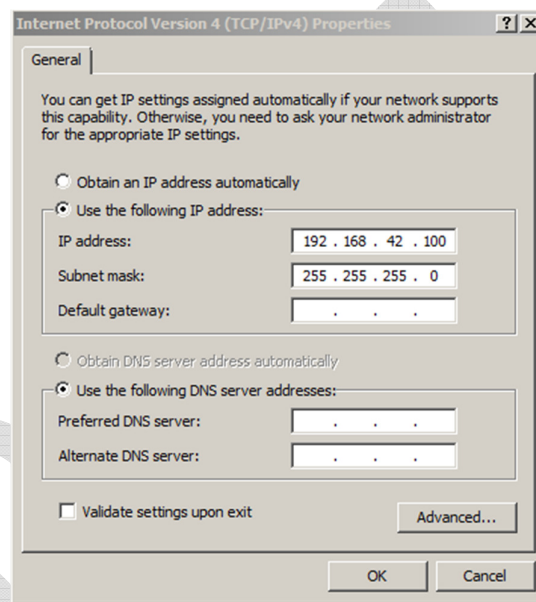 Internet Protocol Version 4 (TCP/IPv4) Properties
General
You can get IP settings assigned automatically if your network supports
this capability. Otherwise, you need to ask your network administrator
for the appropriate IP settings.
Obtain an IP address automatically
Use the following IP address:
IP address: 192 . 168 . 42 . 100
Subnet mask: 255 . 255 . 255 . 0
Default gateway: . . .
Obtain DNS server address automatically
Use the following DNS server addresses:
Preferred DNS server: . . .
Alternate DNS server: . . .
Validate settings upon exit
Advanced...
OK Cancel